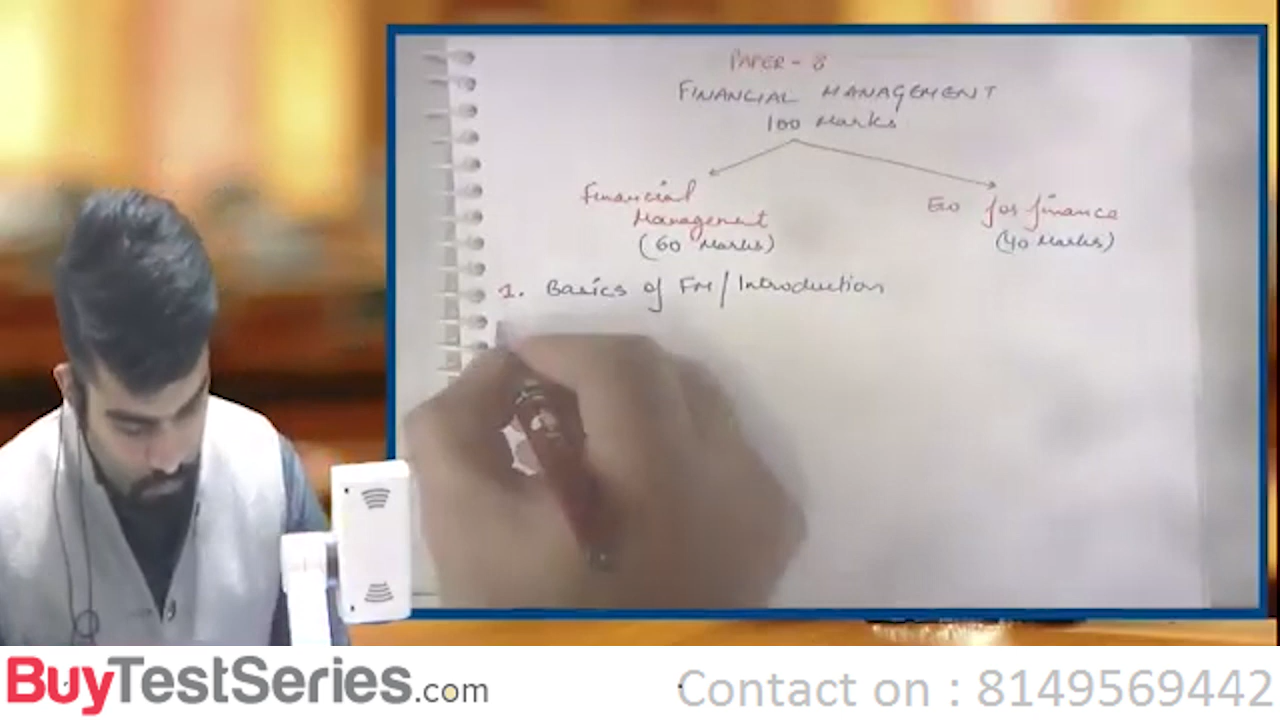 PAPER - 8
FINANCIAL MANAGEMENT
100 Marks
Financial
Management
(60 Marks)
Eco for finance
(40 Marks)
1. Basics of FM/Introduction
BuyTestSeries.com
Contact on : 8149569442